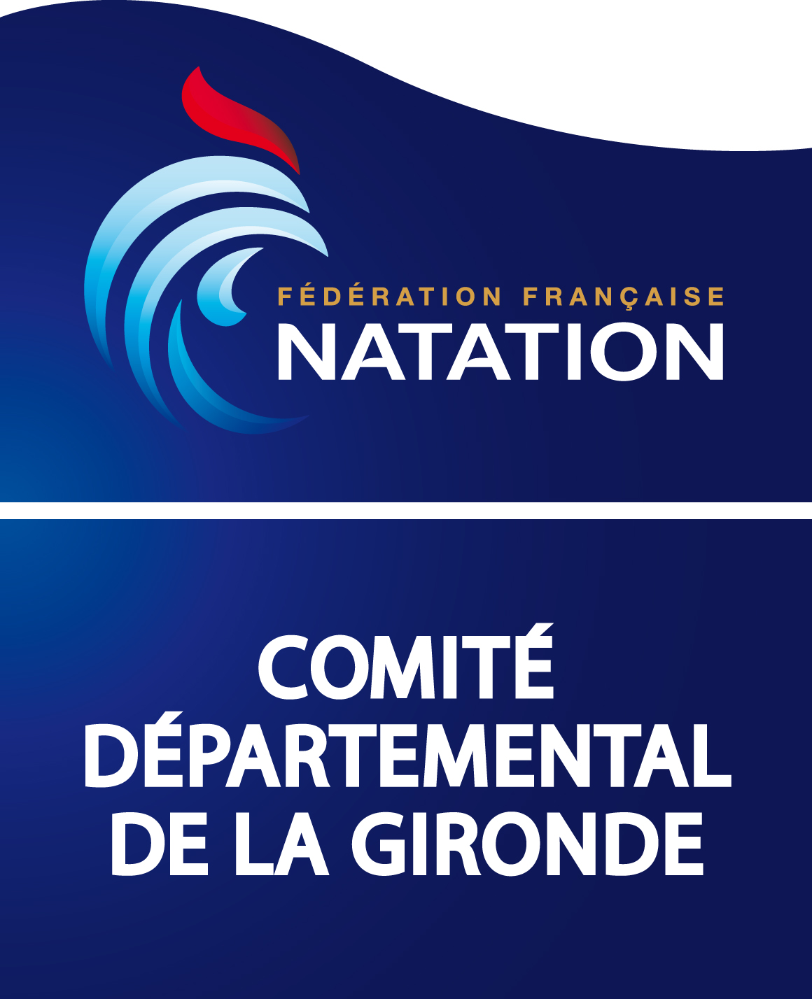 FÉDÉRATION FRANÇAISE
NATATION
COMITÉ
DÉPARTEMENTAL
DE LA GIRONDE